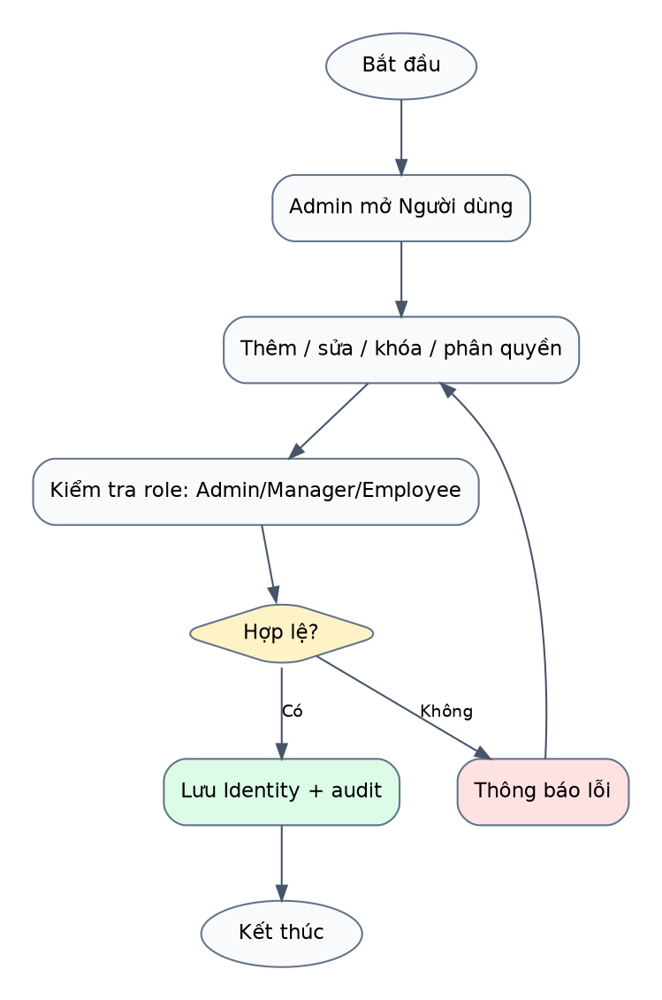 Bắt đầu
Admin mở Người dùng
Thêm / sửa / khóa / phân quyền
Kiểm tra role: Admin/Manager/Employee
Hợp lệ?
Có
Không
Lưu Identity + audit
Thông báo lỗi
Kết thúc